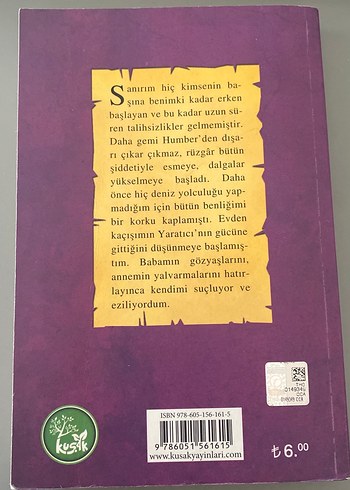 Sanırım hiç kimsenin ba-
şına benimki kadar erken
başlayan ve bu kadar uzun sü-
ren talihsizlikler gelmemiştir.
Daha gemi Humber'den dışa-
rı çıkar çıkmaz, rüzgâr bütün
şiddetiyle esmeye, dalgalar
yükselmeye başladı. Daha
önce hiç deniz yolculuğu yap-
madığım için bütün benliğimi
bir korku kaplamıştı. Evden
kaçışımın Yaratıcı'nın gücüne
gittiğini düşünmeye başlamış-
tım. Babamın gözyaşlarını,
annemin yalvarmalarını hatır-
layınca kendimi suçluyor ve
eziliyordum.
kuşak
ISBN 978-605-156-161-5
9 786051 561615
www.kusakyayinlari.com
₺6.00